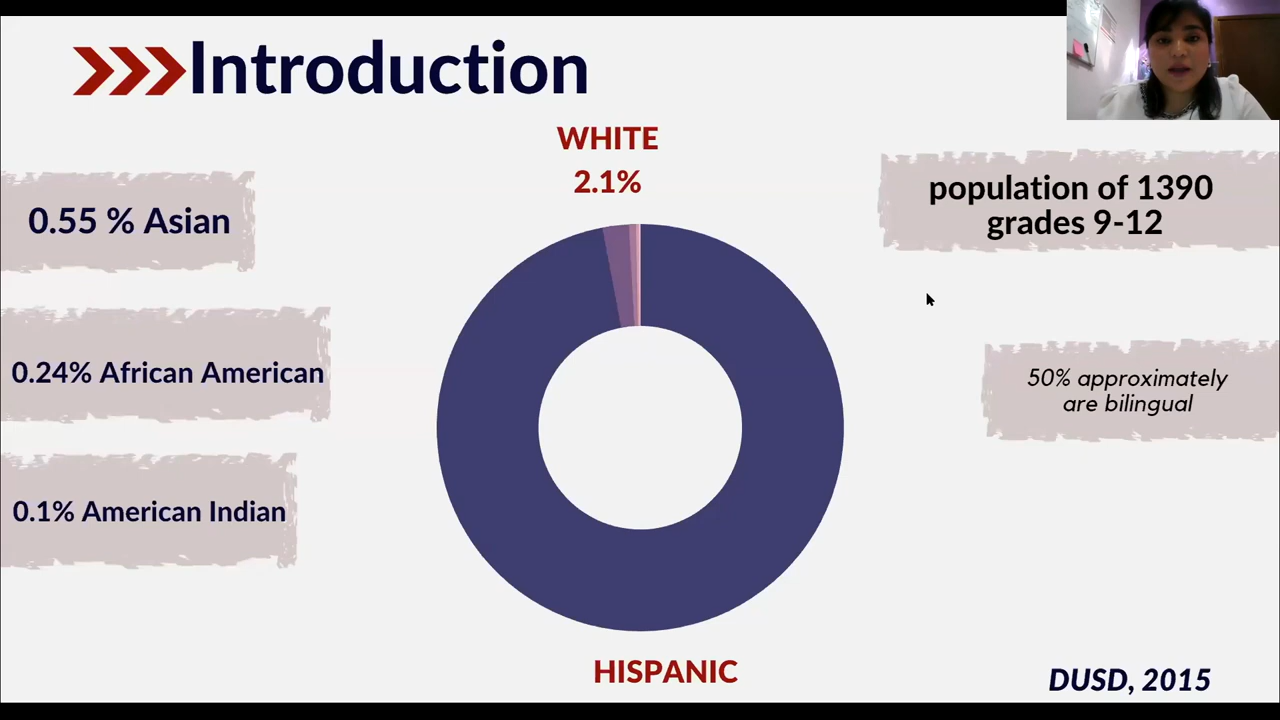 Introduction
WHITE
2.1%
0.55 % Asian
population of 1390
grades 9-12
0.24% African American
50% approximately
are bilingual
0.1% American Indian
HISPANIC
DUSD, 2015